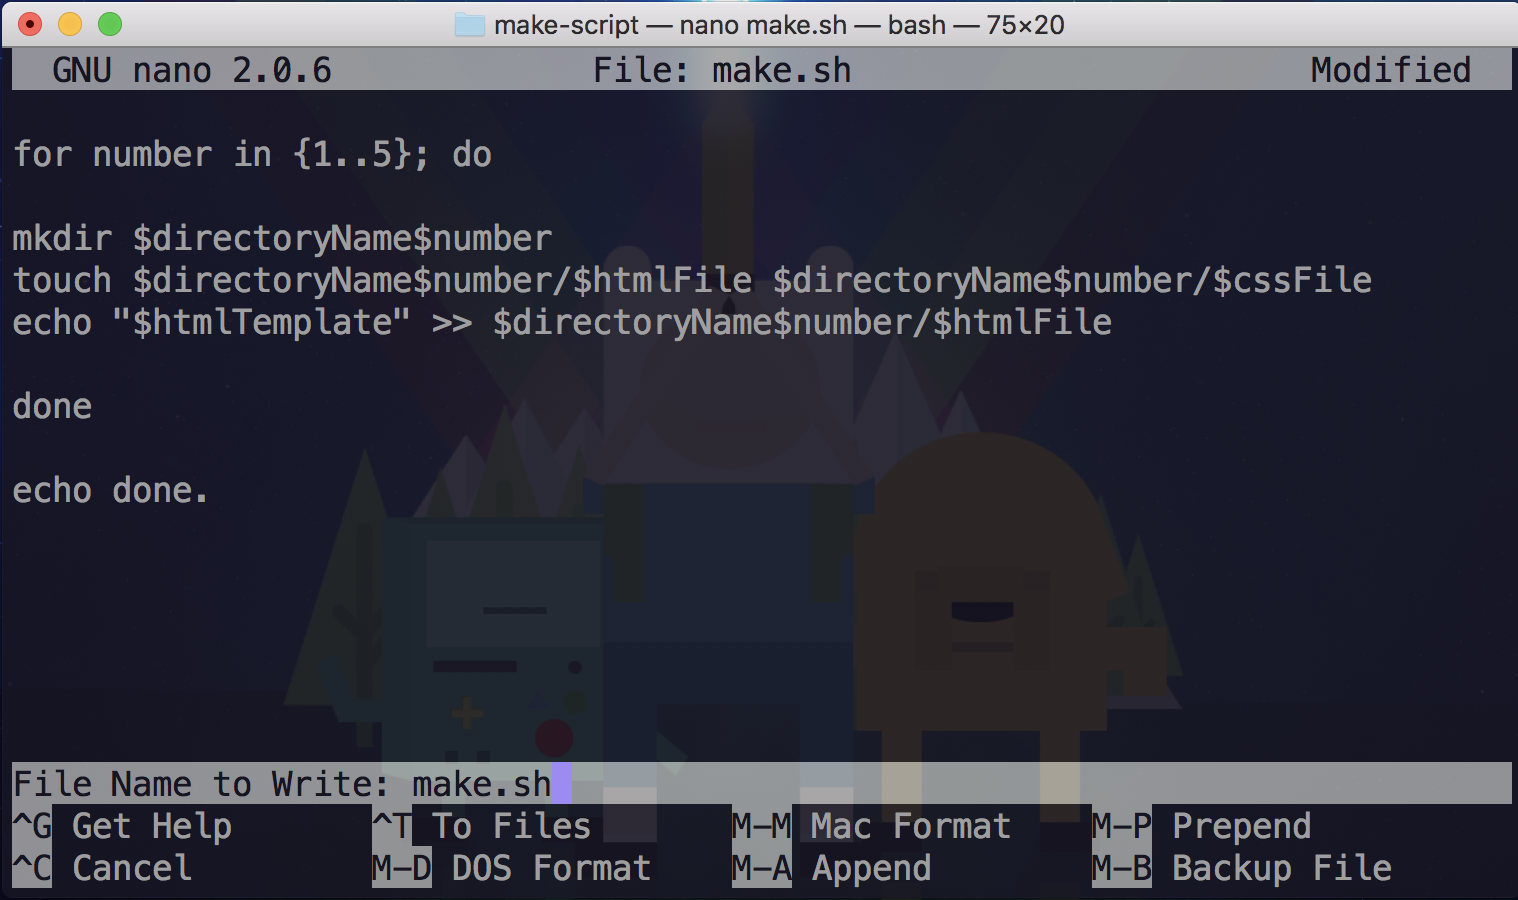 make-script — nano make.sh — bash — 75×20
GNU nano 2.0.6 File: make.sh Modified
for number in {1..5}; do
mkdir $directoryName$number
touch $directoryName$number/$htmlFile $directoryName$number/$cssFile
echo "$htmlTemplate" >> $directoryName$number/$htmlFile
done
echo done.
File Name to Write: make.sh
^G Get Help ^T To Files M-M Mac Format M-P Prepend
^C Cancel M-D DOS Format M-A Append M-B Backup File